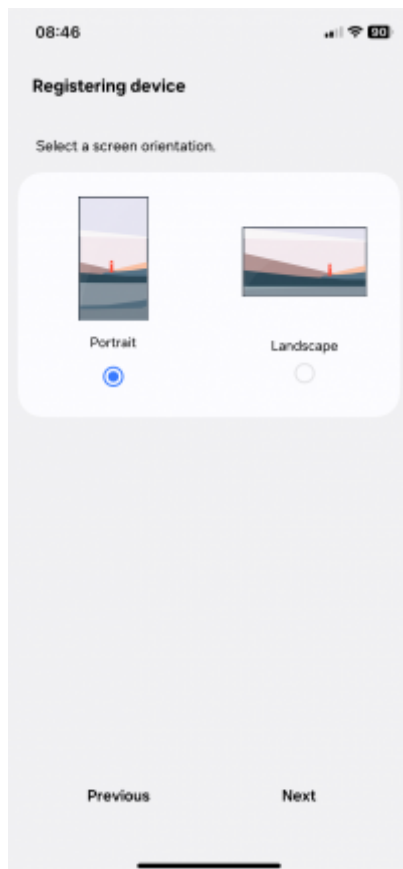 08:46
90
Registering device
Select a screen orientation.
Portrait
Landscape
Previous
Next